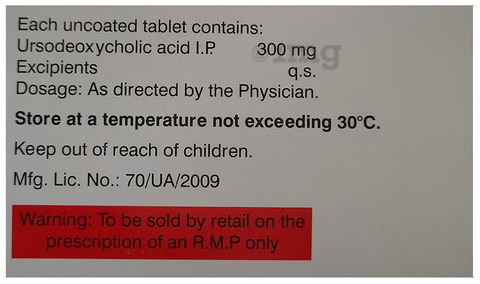 Each uncoated tablet contains:
Ursodeoxycholic acid I.P. 300 mg
Excipients q.s.
Dosage: As directed by the Physician.
Store at a temperature not exceeding 30°C.
Keep out of reach of children.
Mfg. Lic. No.: 70/UA/2009
Warning: To be sold by retail on the
prescription of an R.M.P only